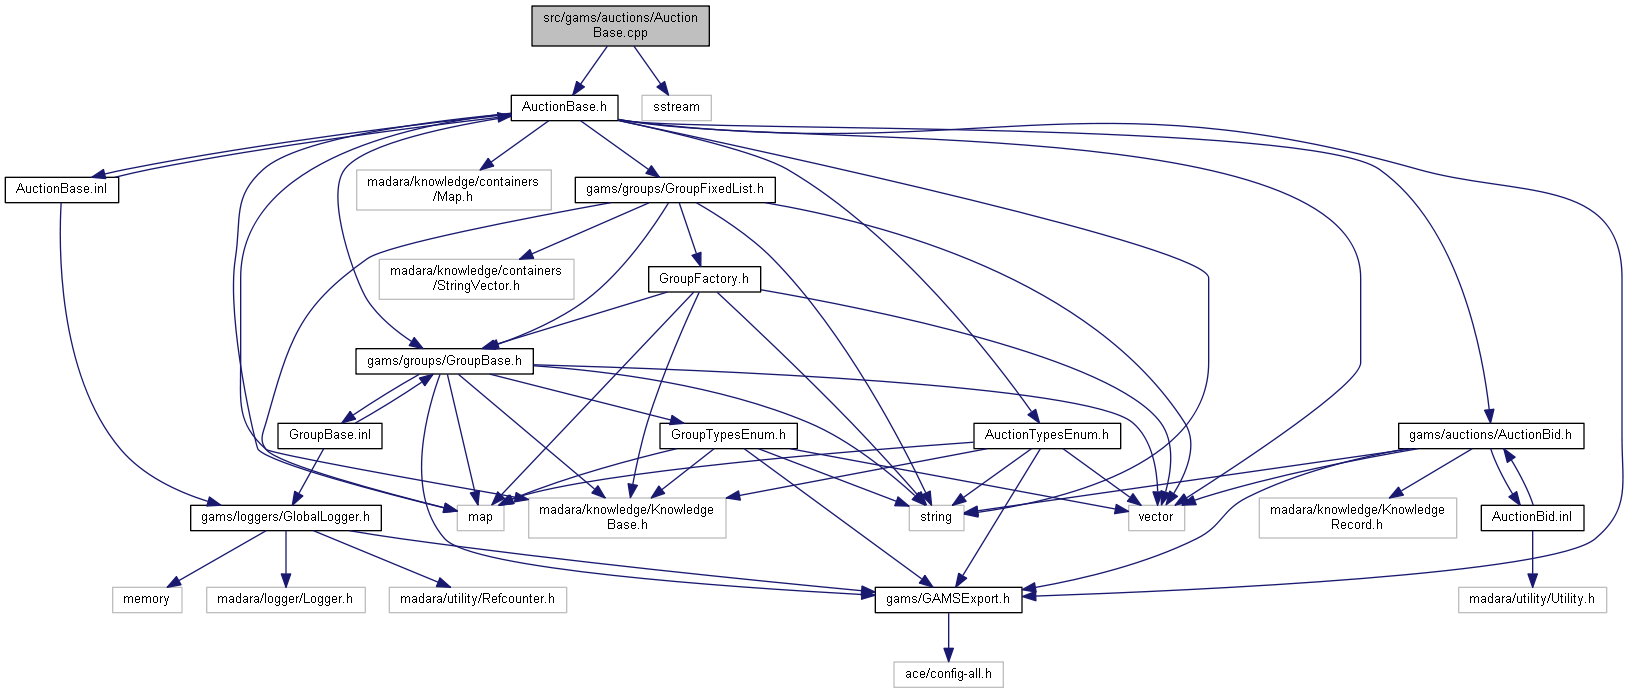 src/gams/auctions/Auction
Base.cpp
AuctionBase.h
sstream
AuctionBase.inl
madara/knowledge/containers
/Map.h
gams/groups/GroupFixedList.h
madara/knowledge/containers
/StringVector.h
GroupFactory.h
gams/groups/GroupBase.h
GroupBase.inl
GroupTypesEnum.h
AuctionTypesEnum.h
gams/auctions/AuctionBid.h
gams/loggers/GlobalLogger.h
map
madara/knowledge/Knowledge
Base.h
string
vector
madara/knowledge/Knowledge
Record.h
AuctionBid.inl
memory
madara/logger/Logger.h
madara/utility/Refcounter.h
gams/GAMSExport.h
madara/utility/Utility.h
ace/config-all.h